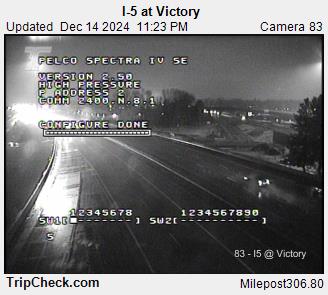 I-5 at Victory
Updated Dec 14 2024 11:23 PM Camera 83
PELCO SPECTRA IV SE
VERSION 2.50
HIGH PRESSURE
P ADDRESS 2
COMM 2400,N,8,1
CONFIGURE DONE
12345678 1234567890
SW1[ SW2[
S
83 - I5 @ Victory
TripCheck.com Milepost306.80